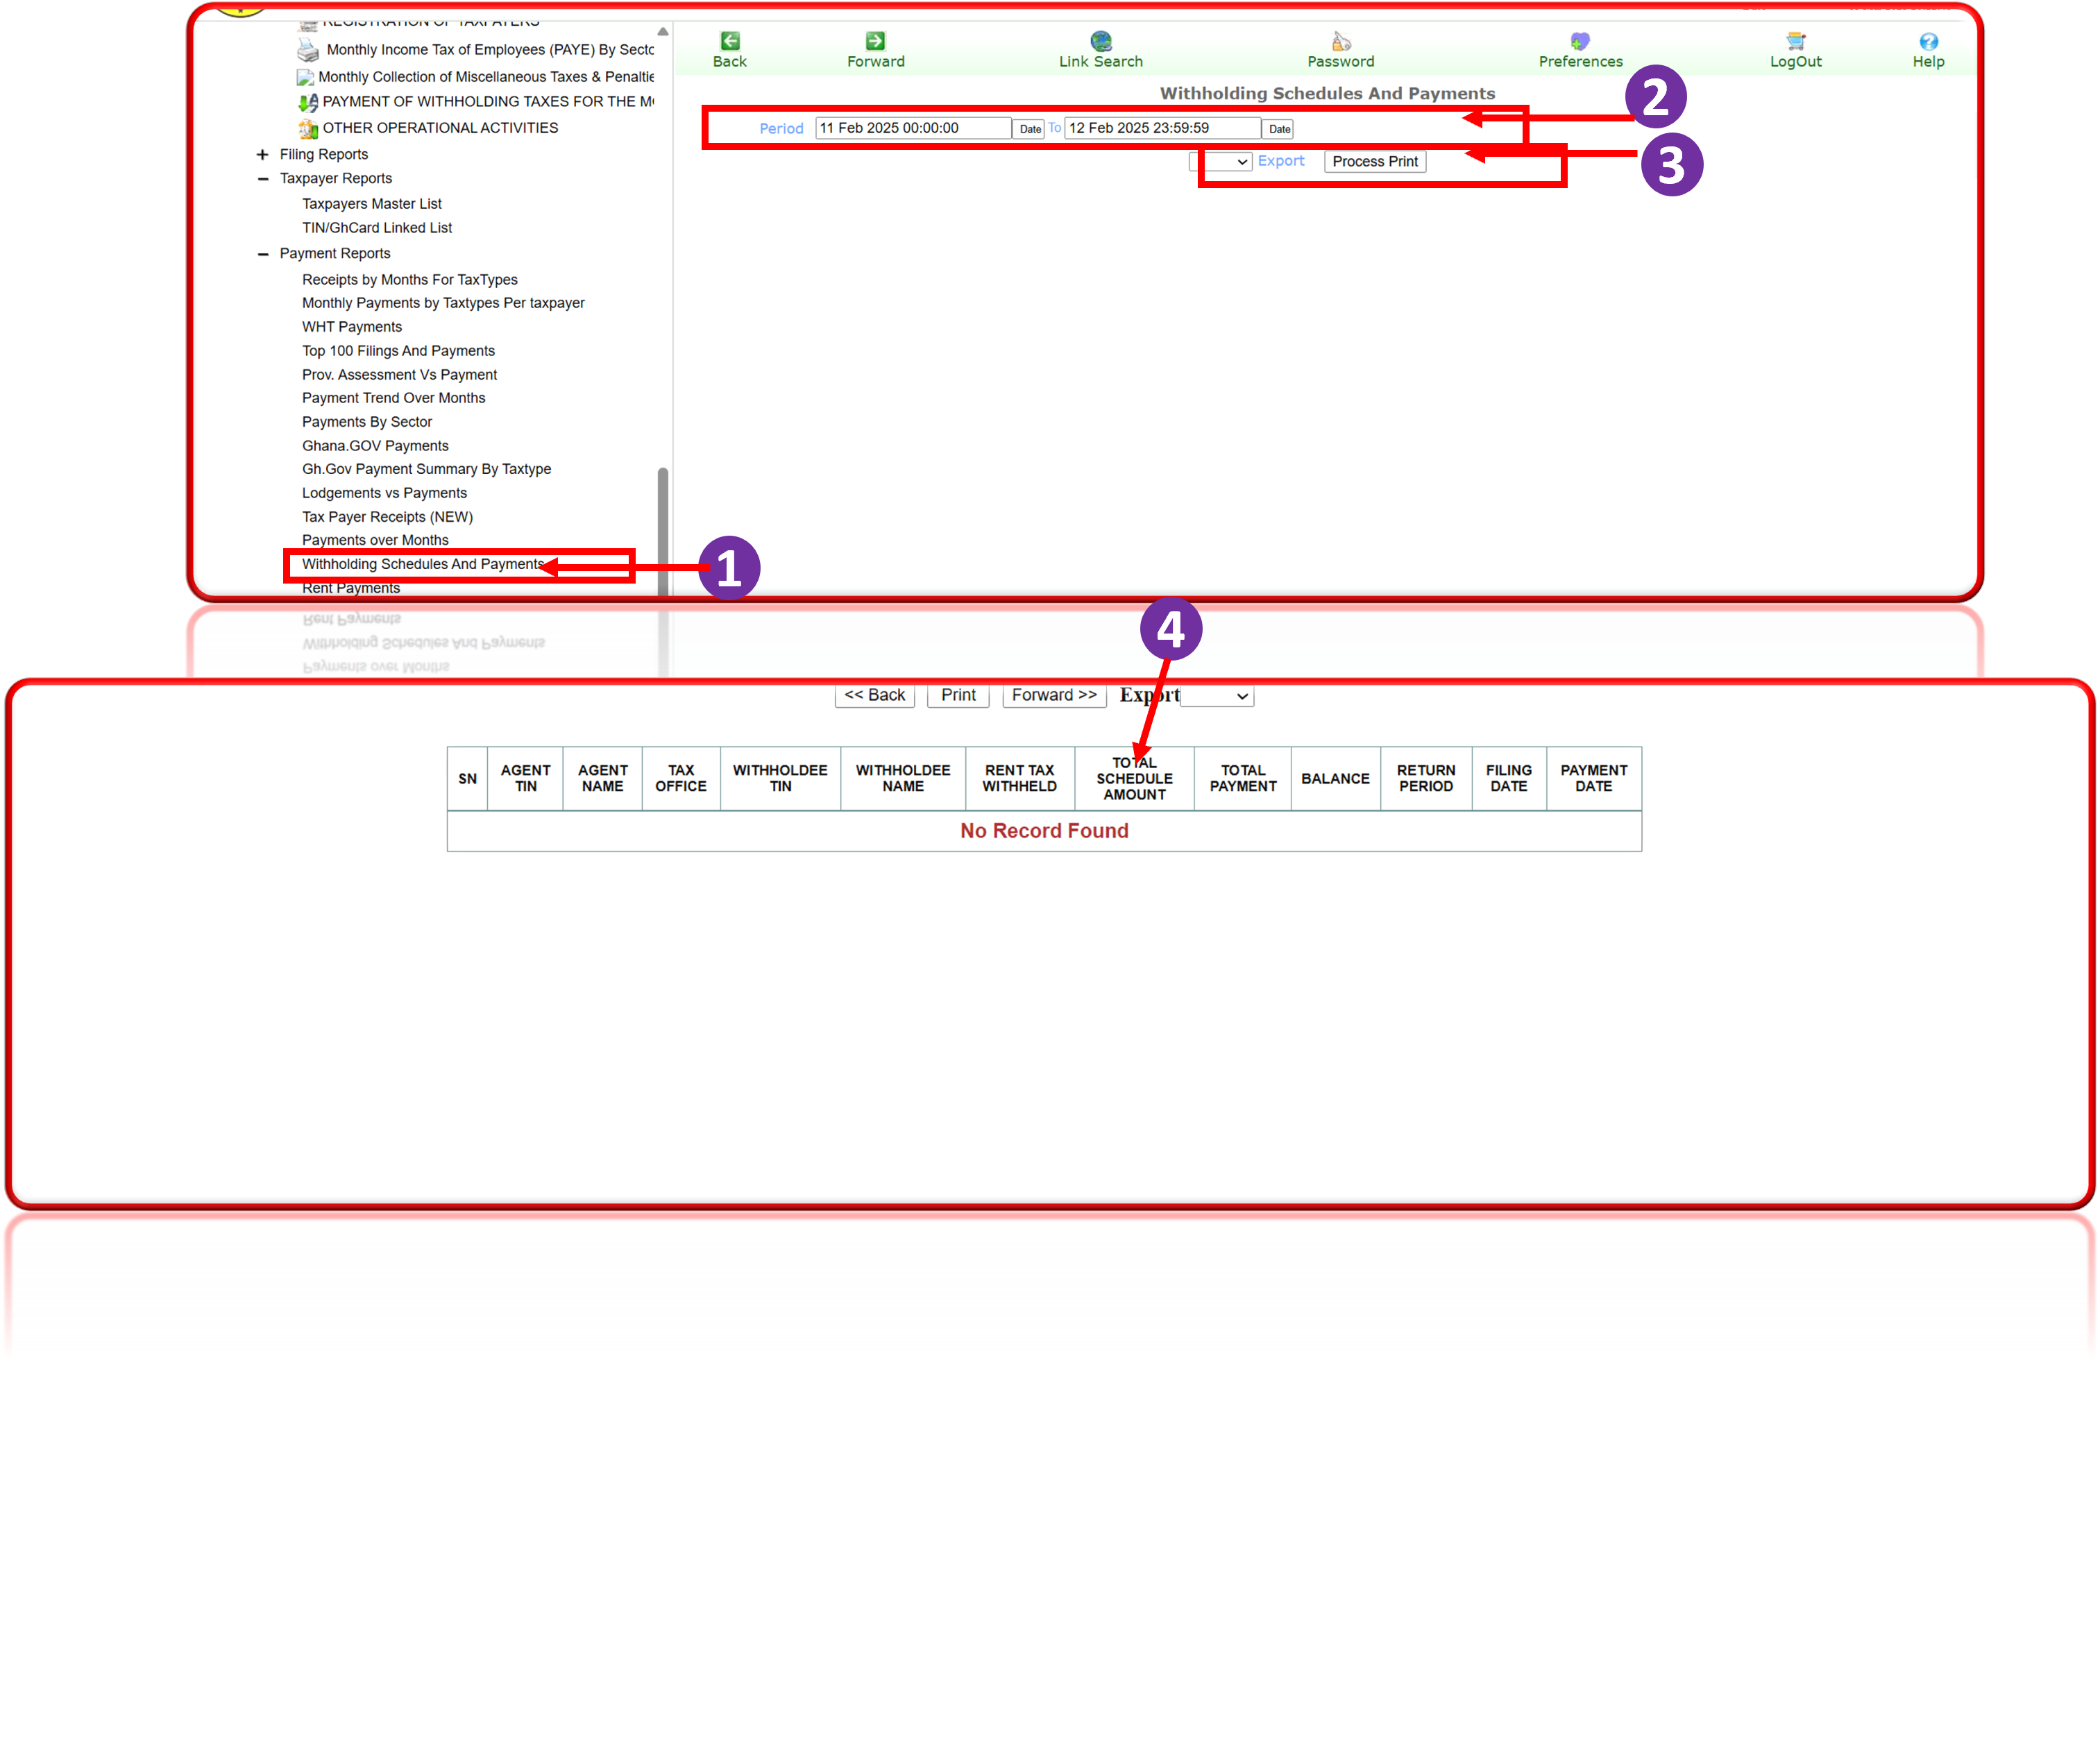 REGISTRATION OF TAXPAYERS
Monthly Income Tax of Employees (PAYE) By Secto
Monthly Collection of Miscellaneous Taxes & Penaltie
PAYMENT OF WITHHOLDING TAXES FOR THE M
OTHER OPERATIONAL ACTIVITIES
Filing Reports
Taxpayer Reports
Taxpayers Master List
TIN/GhCard Linked List
Payment Reports
Receipts by Months For TaxTypes
Monthly Payments by Taxtypes Per taxpayer
WHT Payments
Top 100 Filings And Payments
Prov. Assessment Vs Payment
Payment Trend Over Months
Payments By Sector
Ghana.GOV Payments
Gh.Gov Payment Summary By Taxtype
Lodgements vs Payments
Tax Payer Receipts (NEW)
Payments over Months
Withholding Schedules And Payments
Rent Payments
1
Back Forward Link Search Password Preferences LogOut Help
Withholding Schedules And Payments
2
Period 11 Feb 2025 00:00:00 Date To 12 Feb 2025 23:59:59 Date
Export Process Print
3
4
<< Back Print Forward >> Export
SN AGENT TIN AGENT NAME TAX OFFICE WITHHOLDEE TIN WITHHOLDEE NAME RENT TAX WITHHELD TOTAL SCHEDULE AMOUNT TOTAL PAYMENT BALANCE RETURN PERIOD FILING DATE PAYMENT DATE
No Record Found